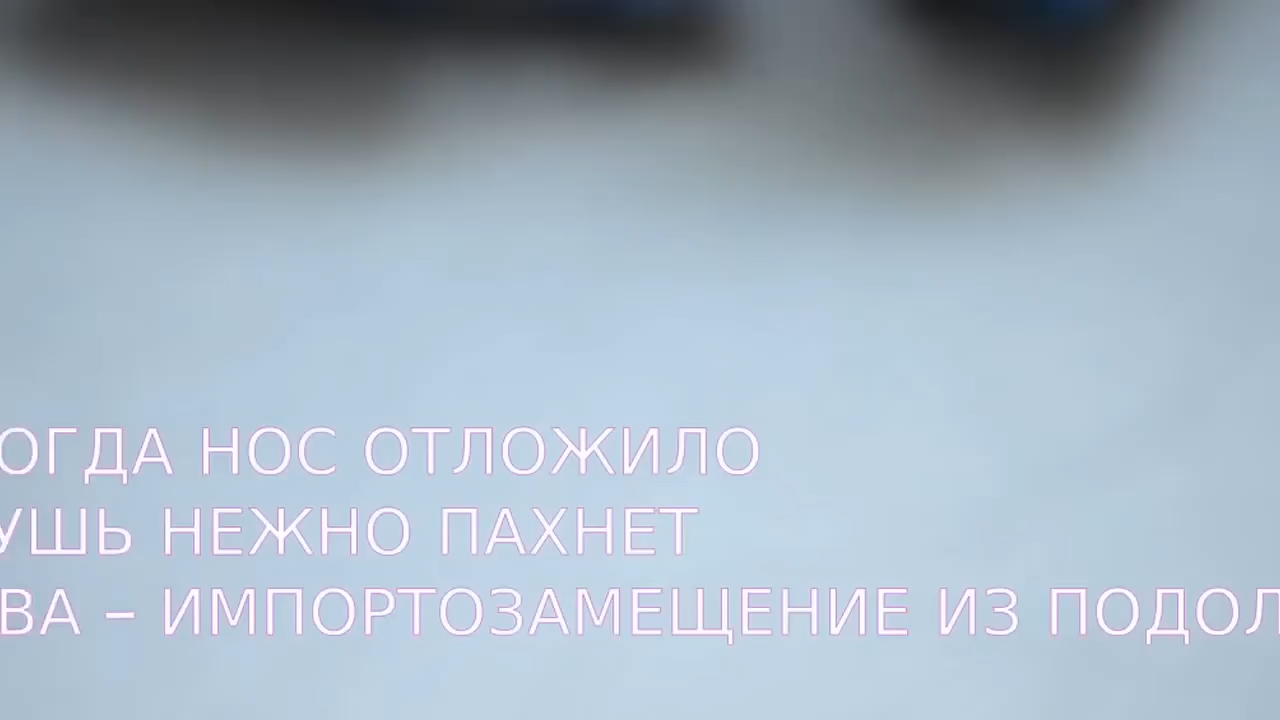 ОГДА НОС ОТЛОЖИЛО
УШЬ НЕЖНО ПАХНЕТ
ВА – ИМПОРТОЗАМЕЩЕНИЕ ИЗ ПОДОЛ